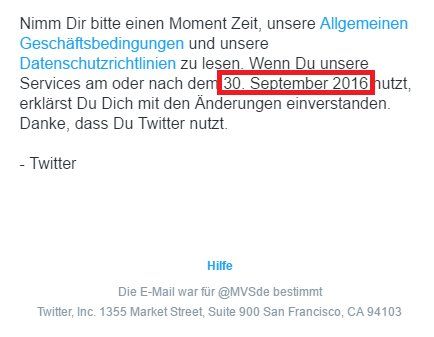 Nimm Dir bitte einen Moment Zeit, unsere Allgemeinen
Geschäftsbedingungen und unsere
Datenschutzrichtlinien zu lesen. Wenn Du unsere
Services am oder nach dem 30. September 2016 nutzt,
erklärst Du Dich mit den Änderungen einverstanden.
Danke, dass Du Twitter nutzt.
- Twitter
Hilfe
Die E-Mail war für @MVSde bestimmt
Twitter, Inc. 1355 Market Street, Suite 900 San Francisco, CA 94103